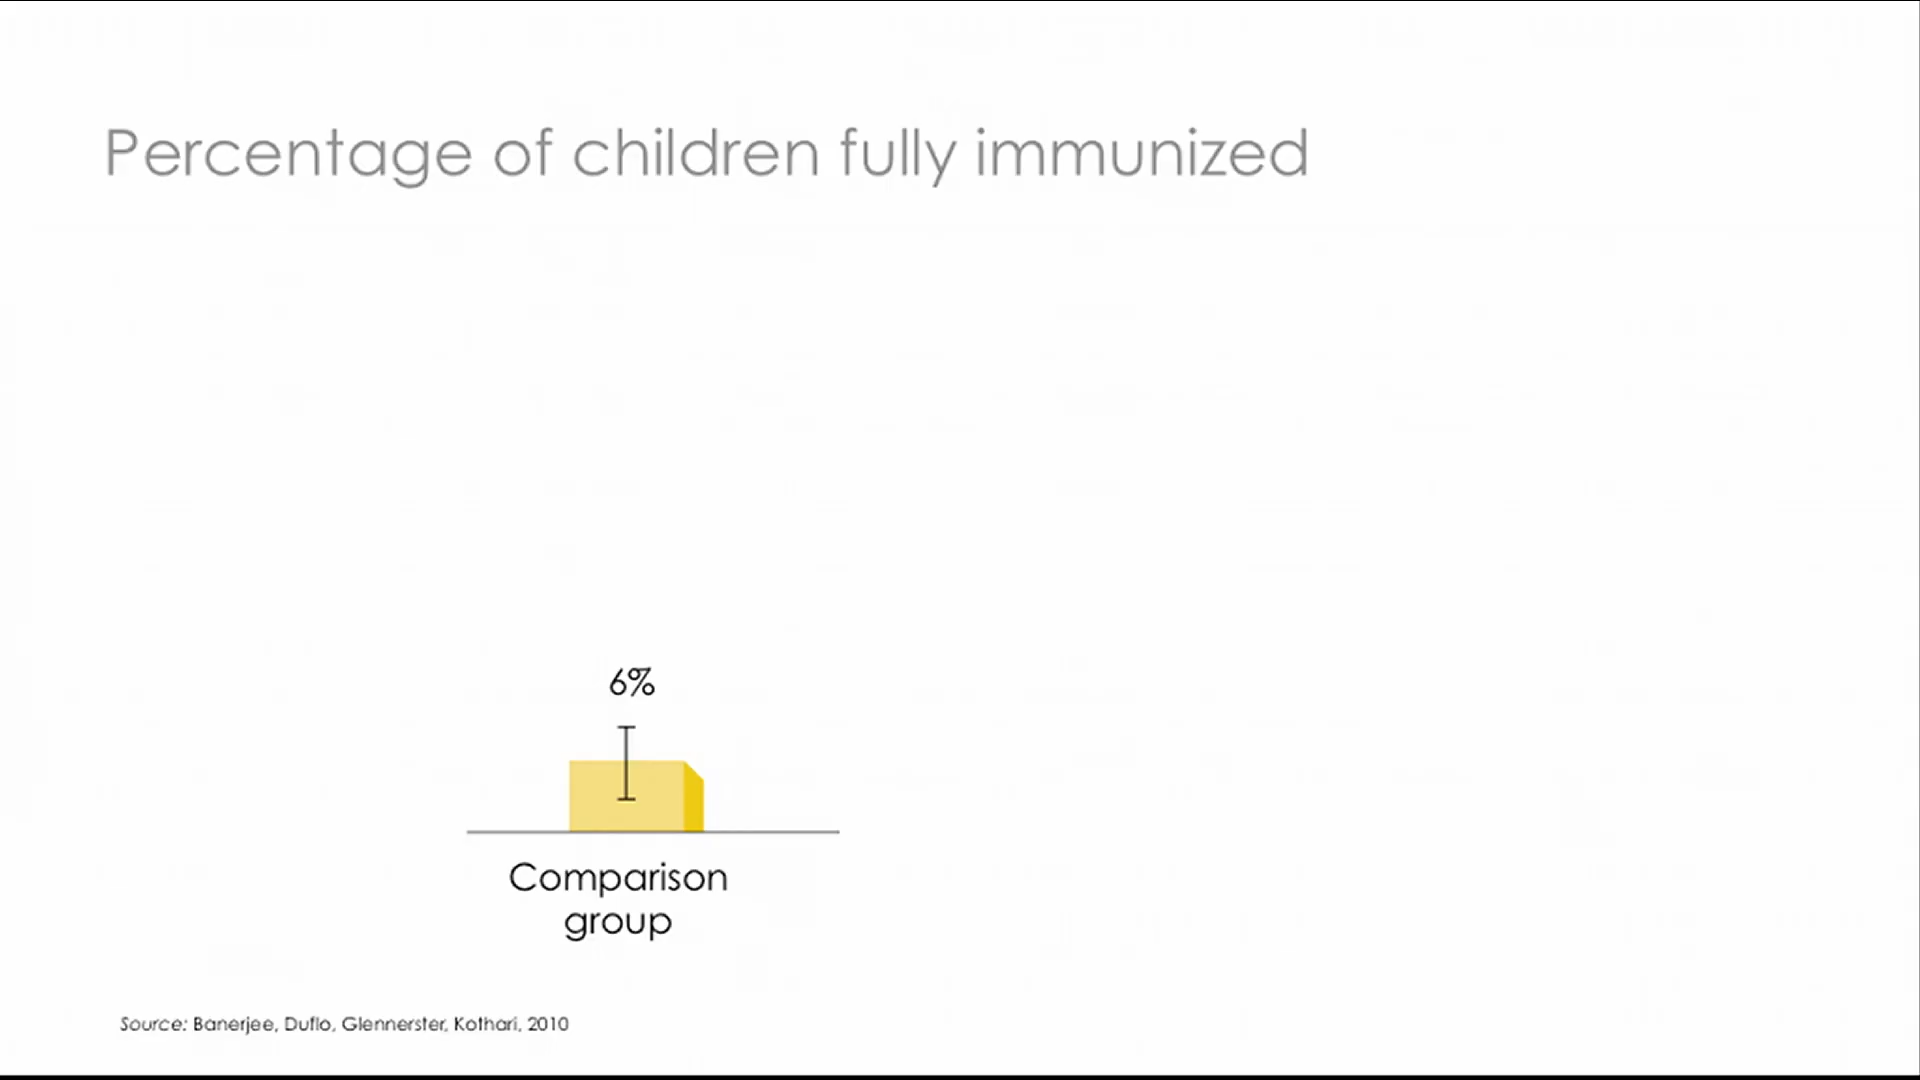 Percentage of children fully immunized
6%
Comparison
group
Source: Banerjee, Duflo, Glennerster, Kothari, 2010